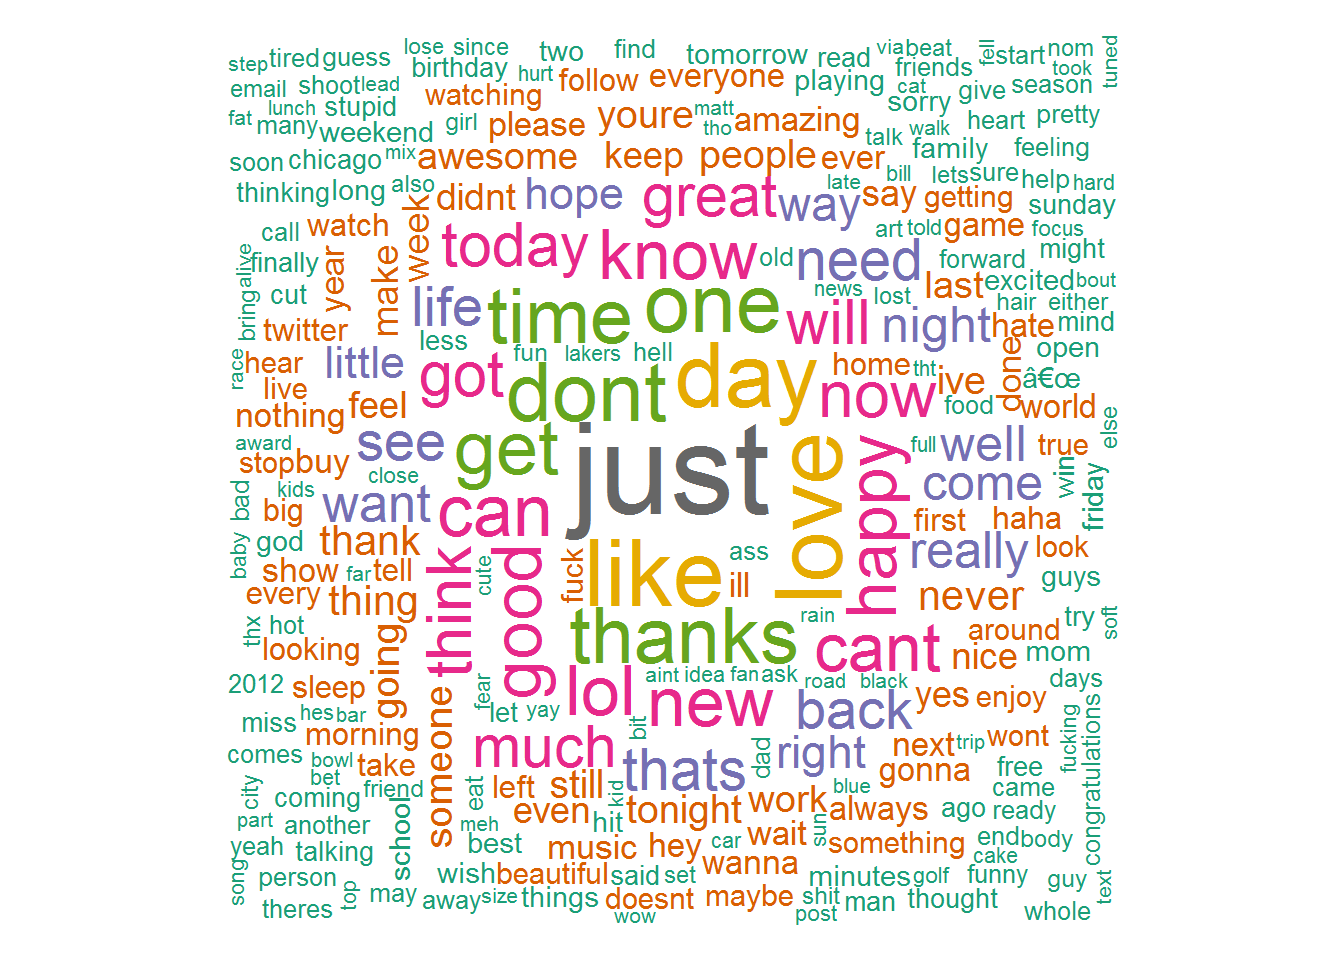 lose since two find tomorrow read via beat fell start nom
step tired guess took tuned
email shoot lead birthday hurt follow everyone playing friends cat give season
fat lunch stupid watching girl please youre matt amazing sorry heart pretty
many weekend tho talk walk family feeling
soon chicago mix awesome keep people ever bill lets sure help hard
thinking long also didnt hope great way late say getting sunday
call watch week today know old need art told game focus
finally year make forward might
alive bring cut life time one news lost last excited bout
twitter less will night hair either hate mind
race hear little fun lakers hell home tht done open
live got dont day now ive “
nothing feel food world
award see get just love happy full well true else
stop buy close
bad kids want can come win friday
big first haha
baby god thank think good fuck like ass really look
show far tell cute ill guys
every thing never
thx hot thanks rain cant around try soft
looking going nice mom
2012 sleep someone fear lol aint idea fan ask road black yes enjoy days
miss hes bar let yay new back
morning much bit thats dad right next trip wont fucking congratulations
comes bowl take gonna free
city bet friend eat left still kid tonight work blue always came
coming even ago ready
part another school meh hit car wait sun something end body
yeah talking best music hey cake
song person wish beautiful said set wanna minutes golf funny guy text
theres top may away size things doesnt maybe shit man thought whole
wow post